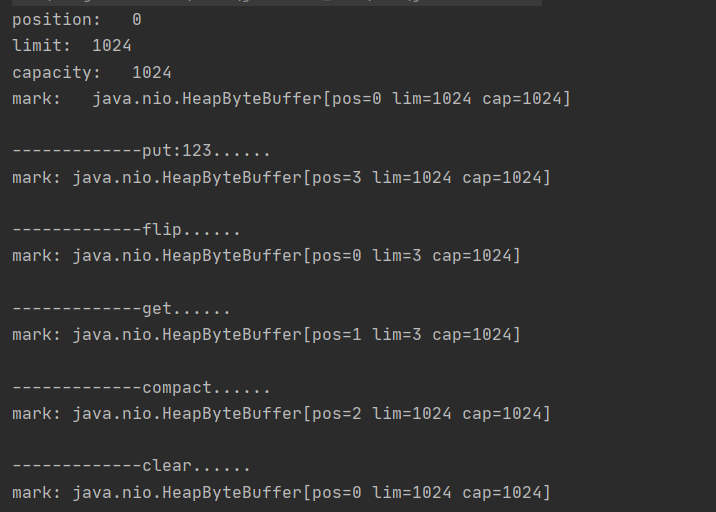 position:   0
limit:  1024
capacity:   1024
mark:   java.nio.HeapByteBuffer[pos=0 lim=1024 cap=1024]
-------------put:123......
mark: java.nio.HeapByteBuffer[pos=3 lim=1024 cap=1024]
-------------flip......
mark: java.nio.HeapByteBuffer[pos=0 lim=3 cap=1024]
-------------get......
mark: java.nio.HeapByteBuffer[pos=1 lim=3 cap=1024]
-------------compact......
mark: java.nio.HeapByteBuffer[pos=2 lim=1024 cap=1024]
-------------clear......
mark: java.nio.HeapByteBuffer[pos=0 lim=1024 cap=1024]